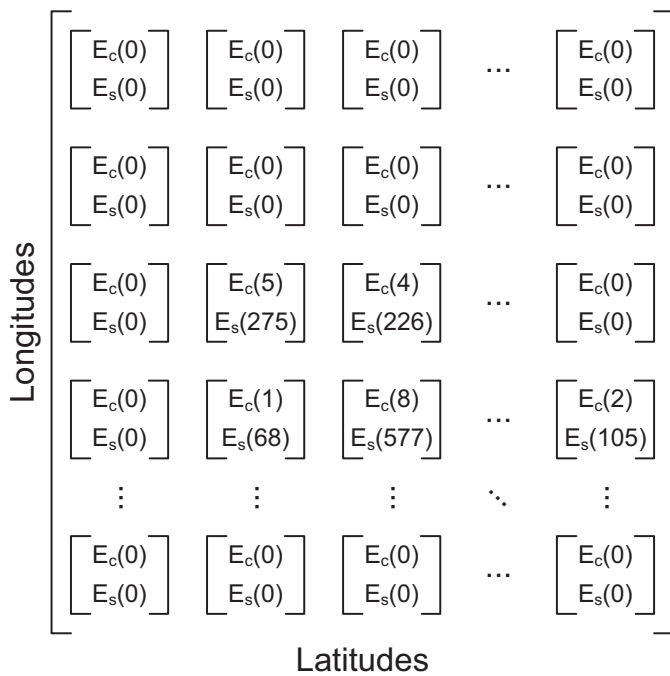 E_c(0) E_c(0) E_c(0) ... E_c(0)
E_s(0) E_s(0) E_s(0) E_s(0)
E_c(0) E_c(0) E_c(0) ... E_c(0)
E_s(0) E_s(0) E_s(0) E_s(0)
E_c(0) E_c(5) E_c(4) ... E_c(0)
E_s(0) E_s(275) E_s(226) E_s(0)
E_c(0) E_c(1) E_c(8) ... E_c(2)
E_s(0) E_s(68) E_s(577) E_s(105)
⋮ ⋮ ⋮ ⋱ ⋮
E_c(0) E_c(0) E_c(0) ... E_c(0)
E_s(0) E_s(0) E_s(0) E_s(0)
Longitudes
Latitudes